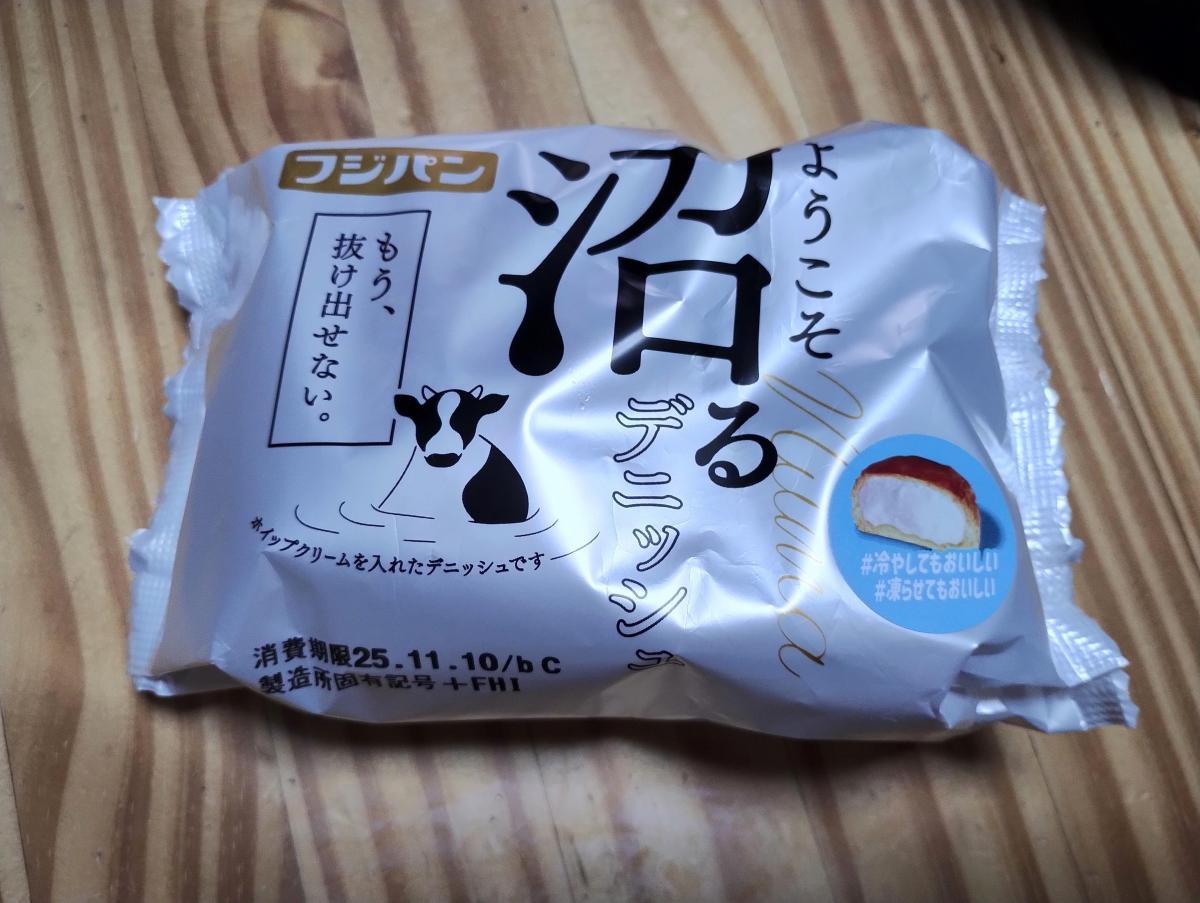 フジパン
ようこそ
沼る
デニッシュ
Numa
もう、
抜け出せない。
ホイップクリームを入れたデニッシュです
#冷やしてもおいしい
#凍らせてもおいしい
消費期限25.11.10/bC
製造所固有記号+FHI